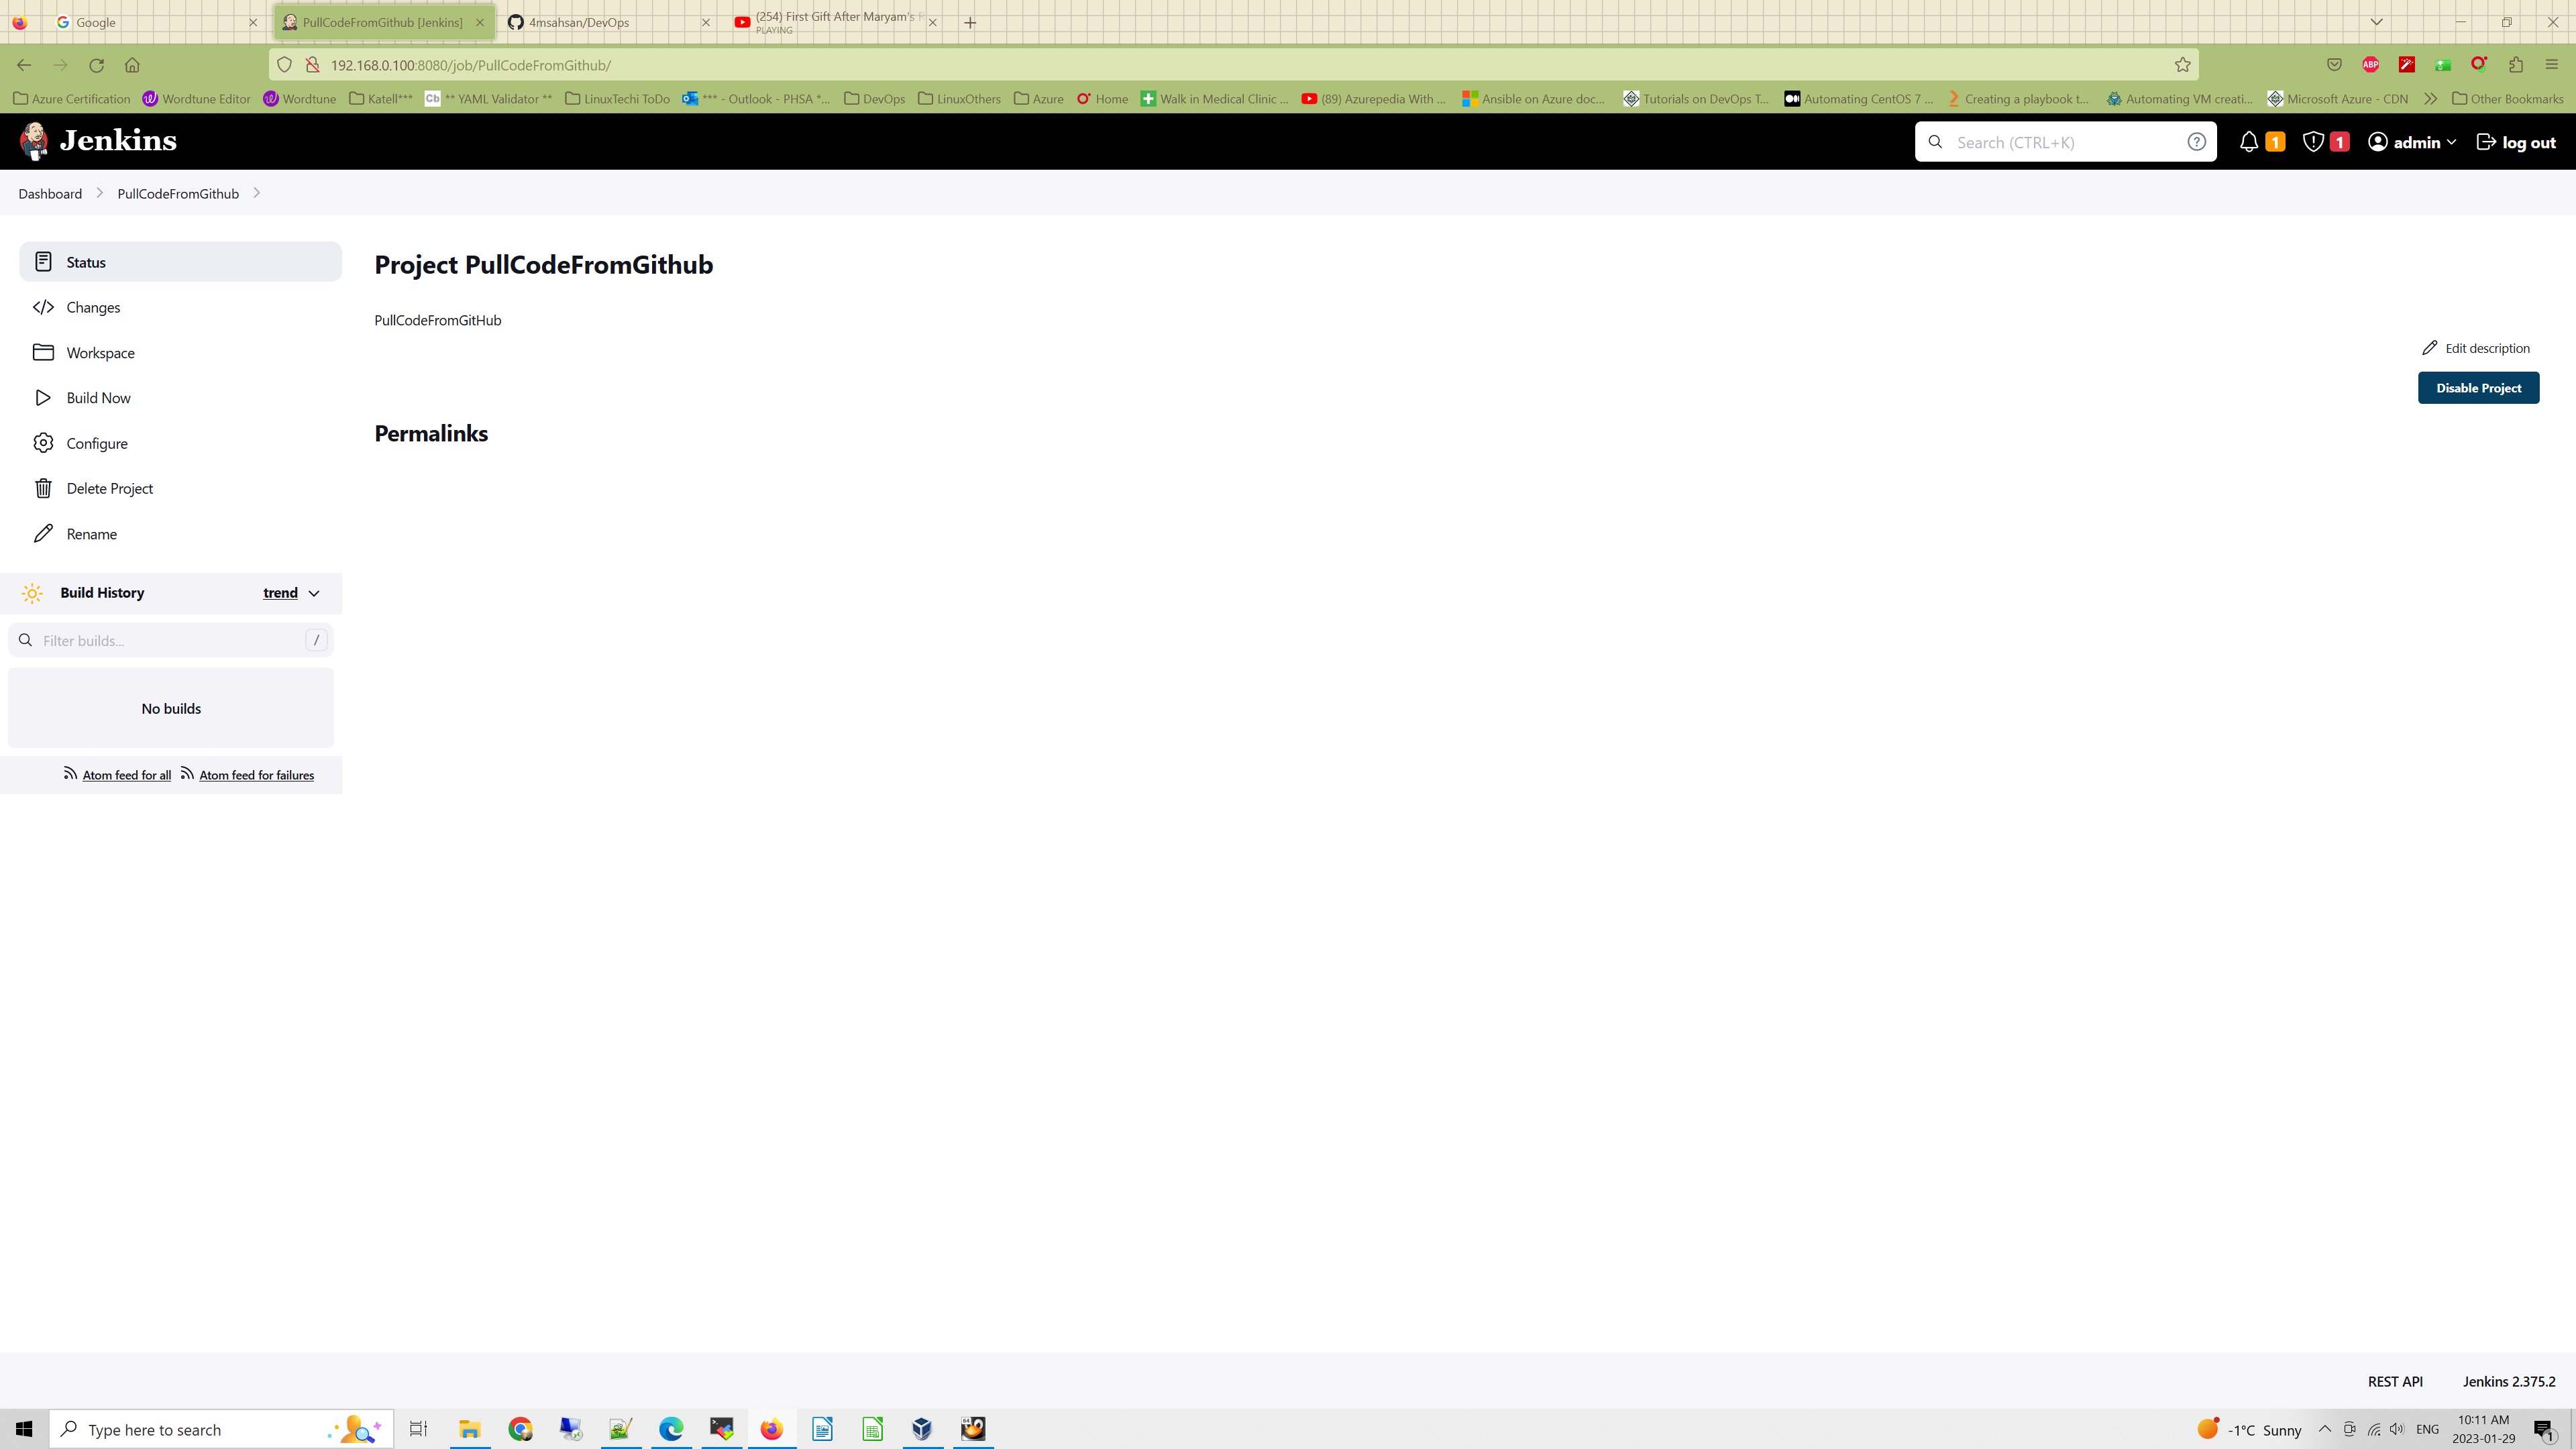 Google
PullCodeFromGithub [Jenkins]
4msahsan/DevOps
(254) First Gift After Maryam's
PLAYING
192.168.0.100:8080/job/PullCodeFromGithub/
ABP
Azure Certification
Wordtune Editor
Wordtune
Katell***
Cb
** YAML Validator **
LinuxTechi ToDo
*** - Outlook - PHSA *...
DevOps
LinuxOthers
Azure
Home
Walk in Medical Clinic ...
(89) Azurepedia With ...
Ansible on Azure doc...
Tutorials on DevOps T...
Automating CentOS 7 ...
Creating a playbook t...
Automating VM creati...
Microsoft Azure - CDN
Other Bookmarks
Jenkins
Search (CTRL+K)
?
1
1
admin
log out
Dashboard
PullCodeFromGithub
Status
Changes
Workspace
Build Now
Configure
Delete Project
Rename
Project PullCodeFromGithub
PullCodeFromGitHub
Edit description
Disable Project
Permalinks
Build History
trend
Filter builds...
/
No builds
Atom feed for all
Atom feed for failures
REST API
Jenkins 2.375.2
Type here to search
-1°C Sunny
ENG
10:11 AM
2023-01-29
1